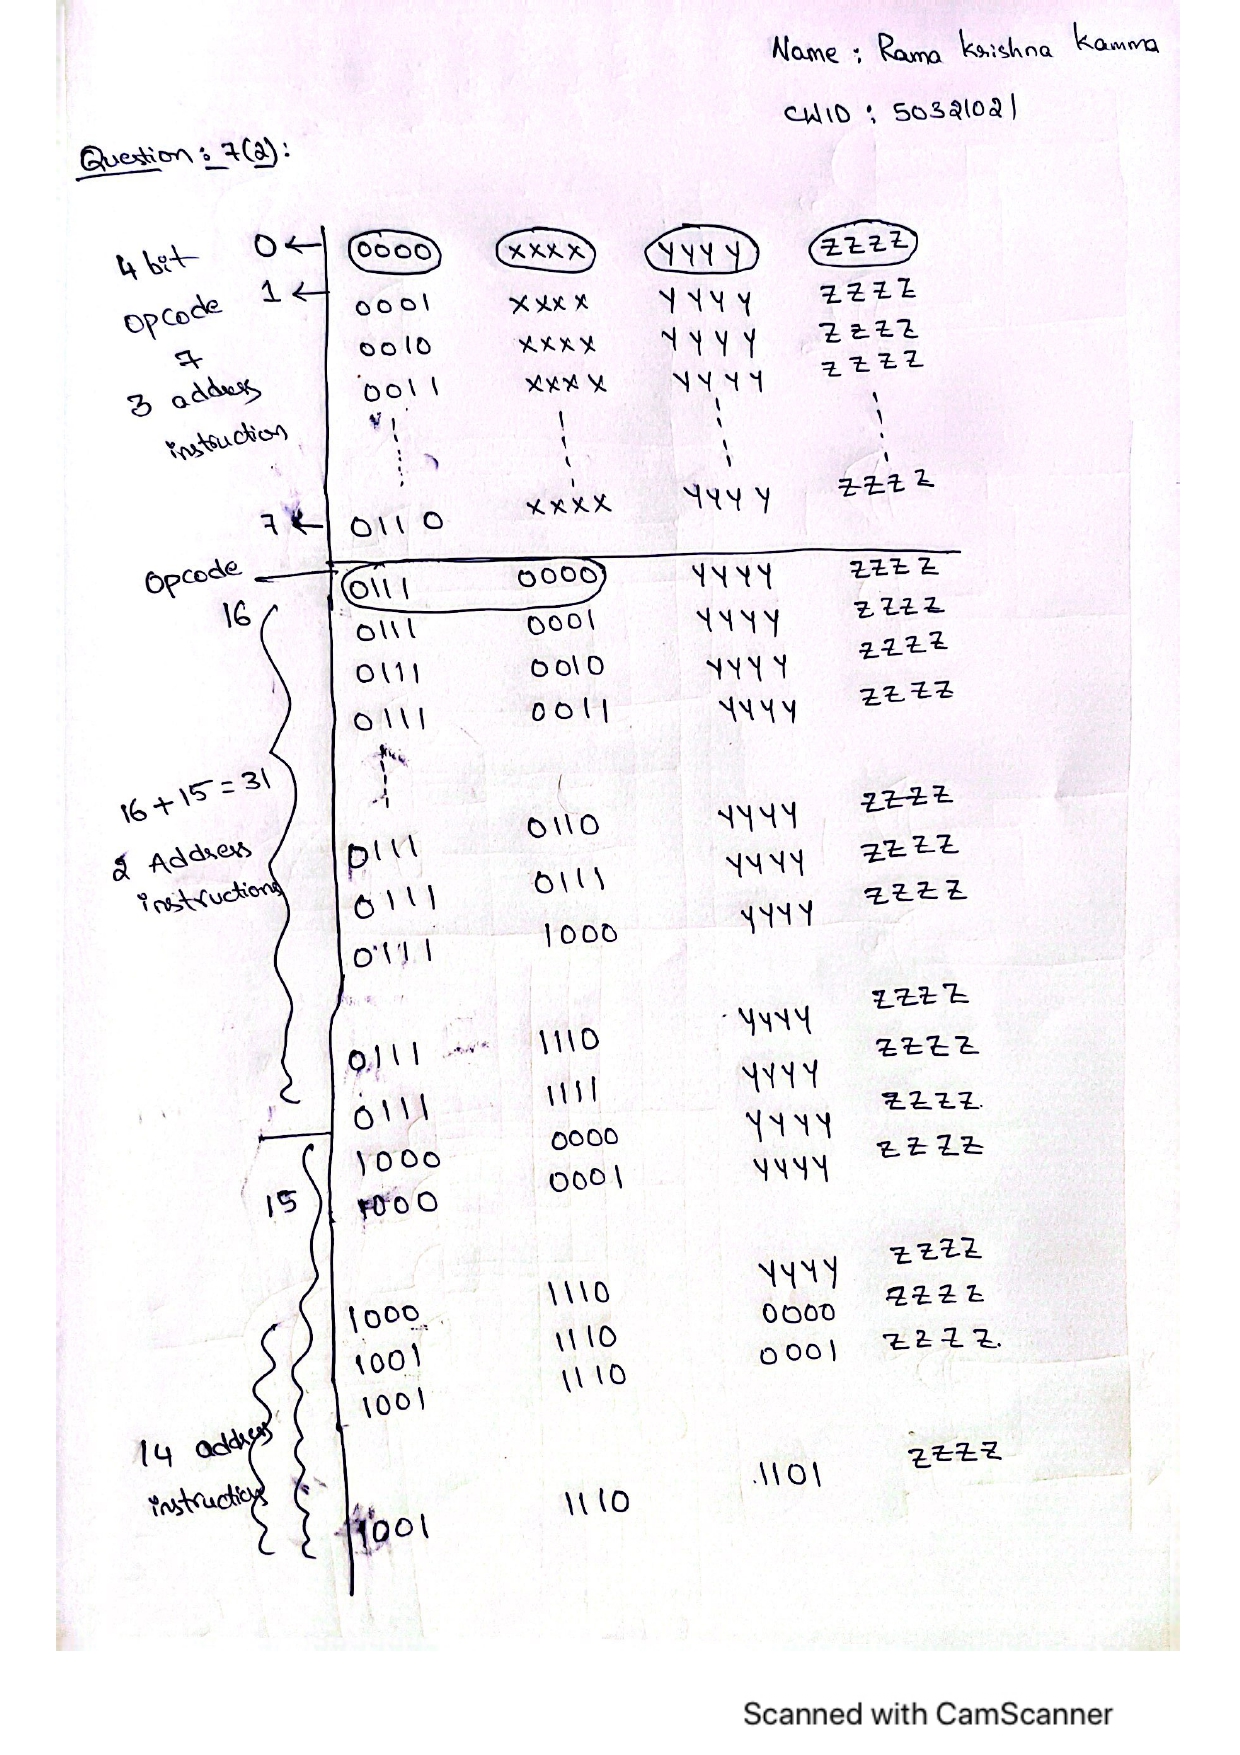 Name : Rama Krishna Kamma
CWID : 50321021
Question : 7(2) :
4 bit 0 ← 0000 XXXX YYYY ZZZZ
Opcode 1 ← 0001 XXXX YYYY ZZZZ
7 0010 XXXX YYYY ZZZZ
3 address 0011 XXXX YYYY ZZZZ
instruction
7 ← 0110 XXXX YYYY ZZZZ
Opcode 0111 0000 YYYY ZZZZ
16 0111 0001 YYYY ZZZZ
0111 0010 YYYY ZZZZ
0111 0011 YYYY ZZZZ
16 + 15 = 31
2 Address 0111 0110 YYYY ZZZZ
instructions 0111 0111 YYYY ZZZZ
0111 1000 YYYY ZZZZ
0111 1110 YYYY ZZZZ
0111 1111 YYYY ZZZZ
1000 0000 YYYY ZZZZ.
15 1000 0001 YYYY ZZZZ
1000 1110 YYYY ZZZZ
1001 1110 0000 ZZZZ
1001 1110 0001 ZZZZ.
14 address
instructions 1001 1110 1101 ZZZZ
Scanned with CamScanner